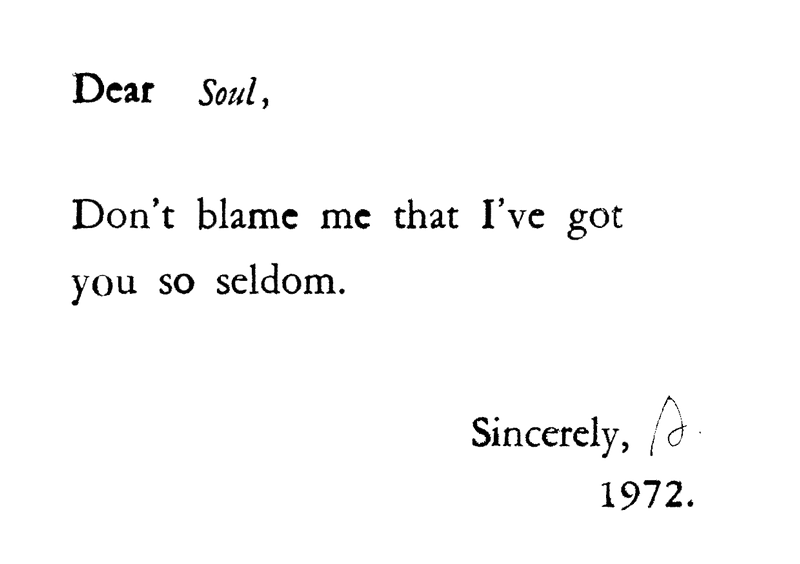 Dear Soul,
Don't blame me that I've got
you so seldom.
Sincerely,
1972.